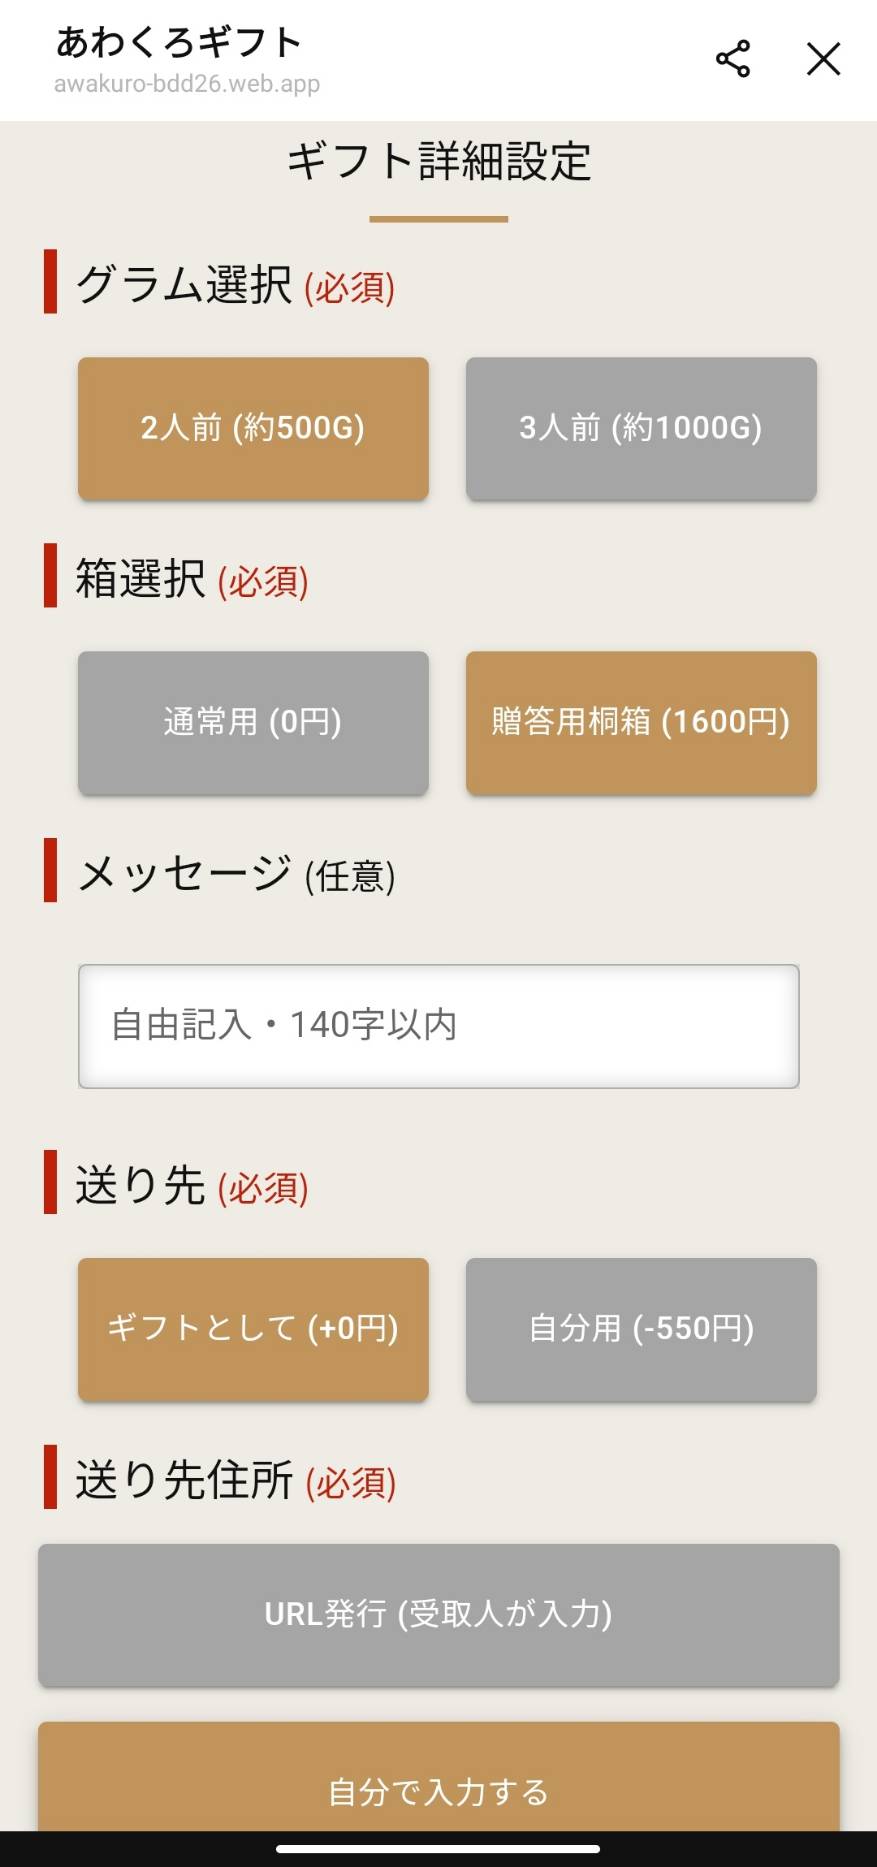 あわくろギフト
awakuro-bdd26.web.app
ギフト詳細設定
グラム選択 (必須)
2人前 (約500G)
3人前 (約1000G)
箱選択 (必須)
通常用 (0円)
贈答用桐箱 (1600円)
メッセージ (任意)
自由記入・140字以内
送り先 (必須)
ギフトとして (+0円)
自分用 (-550円)
送り先住所 (必須)
URL発行 (受取人が入力)
自分で入力する